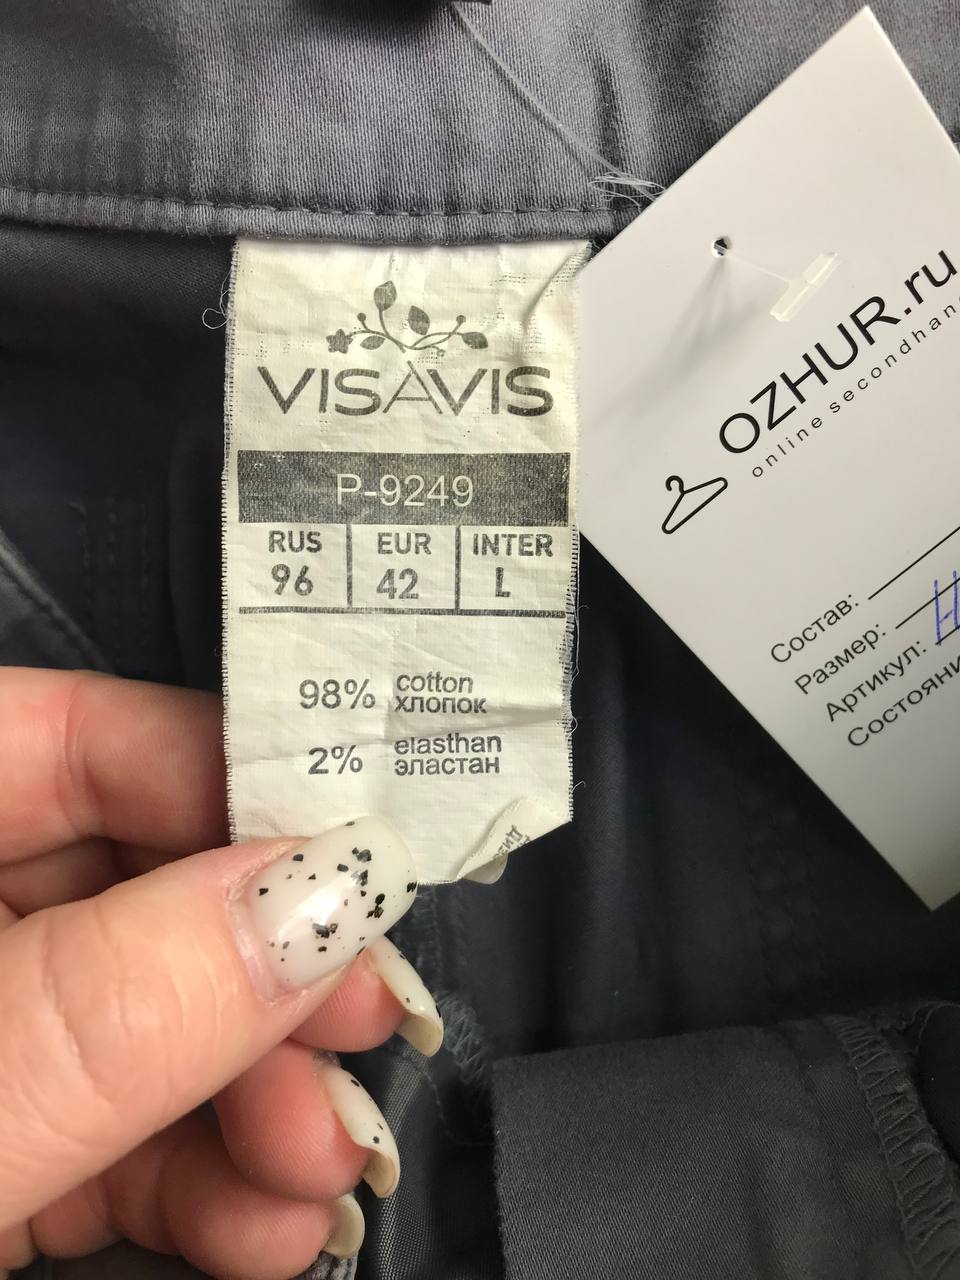 VISAVIS
P-9249
RUS EUR INTER
96 42 L
98% cotton
хлопок
2% elasthan
эластан
OZHUR.ru
online secondhan
Состав:
Размер:
Артикул:
Состояни